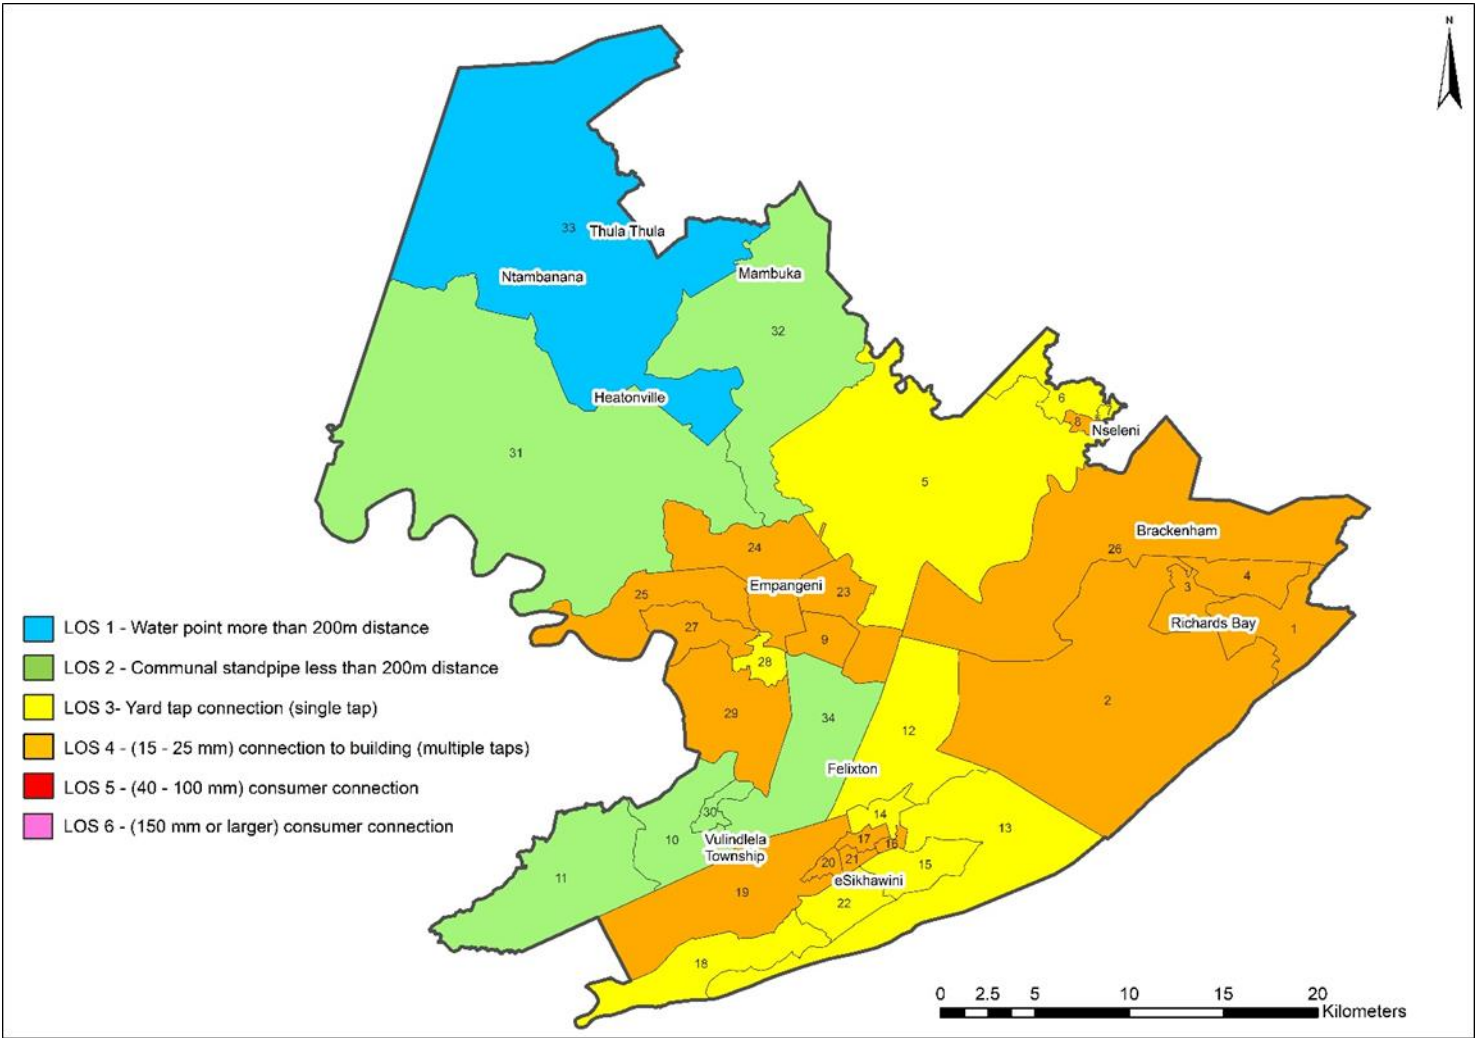 N
33
Thula Thula
Ntambanana
Mambuka
32
Heatonville
6
8
Nseleni
31
5
Brackenham
24
26
Empangeni
4
25
23
3
Richards Bay
27
9
1
LOS 1 - Water point more than 200m distance
LOS 2 - Communal standpipe less than 200m distance
LOS 3- Yard tap connection (single tap)
LOS 4 - (15 - 25 mm) connection to building (multiple taps)
LOS 5 - (40 - 100 mm) consumer connection
LOS 6 - (150 mm or larger) consumer connection
28
2
29
34
12
Felixton
30
14
13
10
Vulindlela
Township
17
16
20
21
15
11
eSikhawini
19
22
18
0 2.5 5 10 15 20
Kilometers